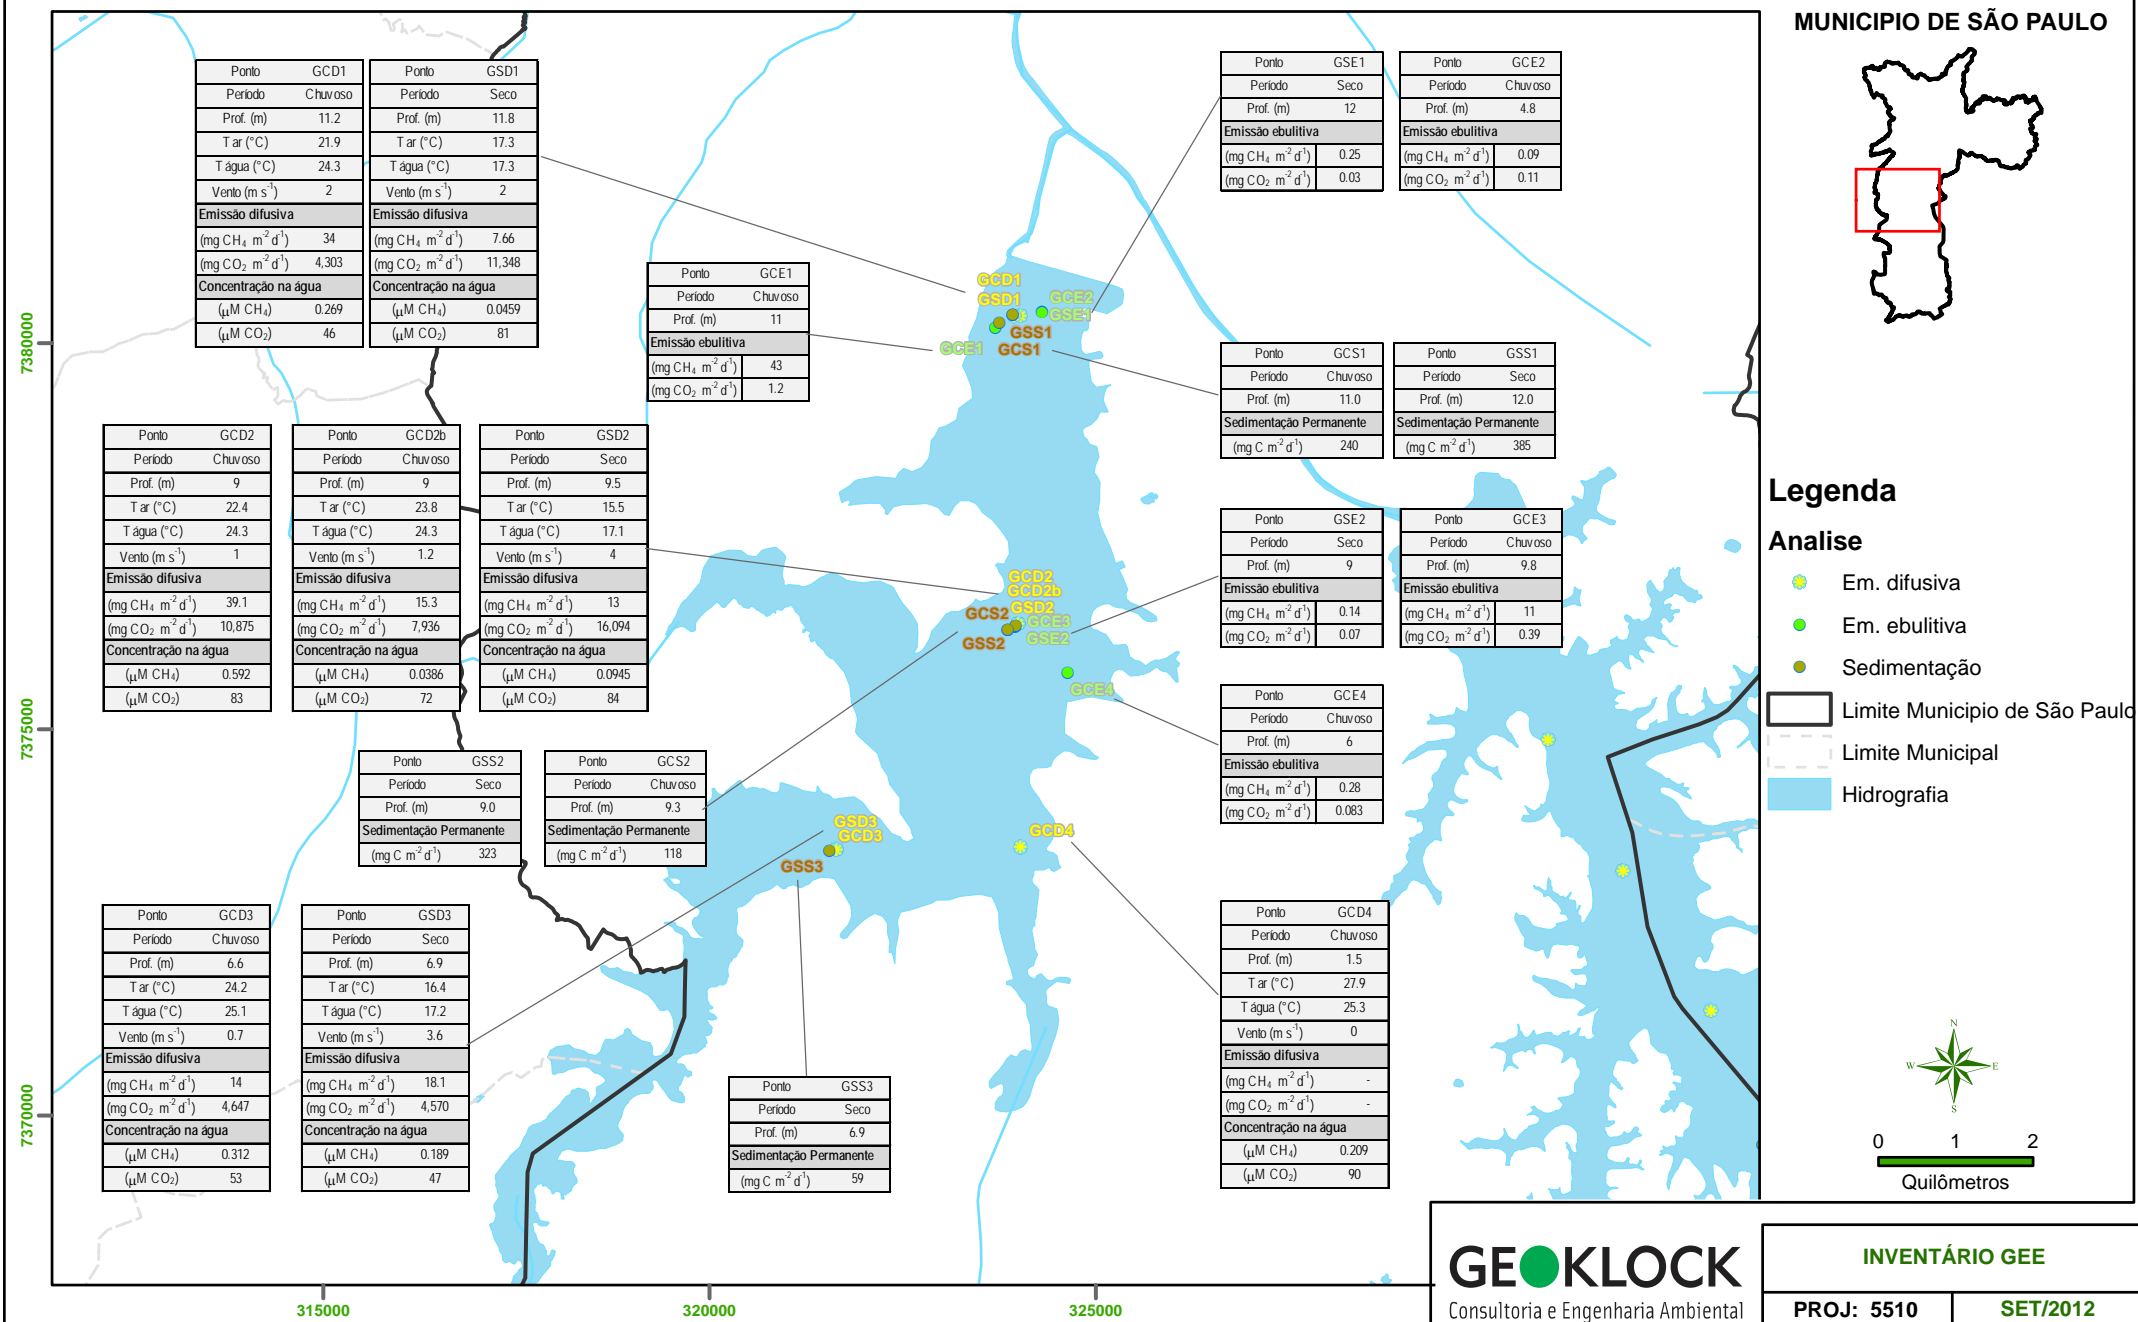 MUNICIPIO DE SÃO PAULO
Ponto GCD1
Período Chuvoso
Prof. (m) 11.2
T ar (°C) 21.9
T água (°C) 24.3
Vento (m s⁻¹) 2
Emissão difusiva
(mg CH₄ m⁻² d⁻¹) 34
(mg CO₂ m⁻² d⁻¹) 4,303
Concentração na água
(µM CH₄) 0.269
(µM CO₂) 46
Ponto GSD1
Período Seco
Prof. (m) 11.8
T ar (°C) 17.3
T água (°C) 17.3
Vento (m s⁻¹) 2
Emissão difusiva
(mg CH₄ m⁻² d⁻¹) 7.66
(mg CO₂ m⁻² d⁻¹) 11,348
Concentração na água
(µM CH₄) 0.0459
(µM CO₂) 81
Ponto GSE1
Período Seco
Prof. (m) 12
Emissão ebulitiva
(mg CH₄ m⁻² d⁻¹) 0.25
(mg CO₂ m⁻² d⁻¹) 0.03
Ponto GCE2
Período Chuvoso
Prof. (m) 4.8
Emissão ebulitiva
(mg CH₄ m⁻² d⁻¹) 0.09
(mg CO₂ m⁻² d⁻¹) 0.11
Ponto GCE1
Período Chuvoso
Prof. (m) 11
Emissão ebulitiva
(mg CH₄ m⁻² d⁻¹) 43
(mg CO₂ m⁻² d⁻¹) 1.2
GCD1
GSD1
GCE2
GSE1
GSS1
GCS1
GCE1
Ponto GCS1
Período Chuvoso
Prof. (m) 11.0
Sedimentação Permanente
(mg C m⁻² d⁻¹) 240
Ponto GSS1
Período Seco
Prof. (m) 12.0
Sedimentação Permanente
(mg C m⁻² d⁻¹) 385
Ponto GCD2
Período Chuvoso
Prof. (m) 9
T ar (°C) 22.4
T água (°C) 24.3
Vento (m s⁻¹) 1
Emissão difusiva
(mg CH₄ m⁻² d⁻¹) 39.1
(mg CO₂ m⁻² d⁻¹) 10,875
Concentração na água
(µM CH₄) 0.592
(µM CO₂) 83
Ponto GCD2b
Período Chuvoso
Prof. (m) 9
T ar (°C) 23.8
T água (°C) 24.3
Vento (m s⁻¹) 1.2
Emissão difusiva
(mg CH₄ m⁻² d⁻¹) 15.3
(mg CO₂ m⁻² d⁻¹) 7,936
Concentração na água
(µM CH₄) 0.0386
(µM CO₂) 72
Ponto GSD2
Período Seco
Prof. (m) 9.5
T ar (°C) 15.5
T água (°C) 17.1
Vento (m s⁻¹) 4
Emissão difusiva
(mg CH₄ m⁻² d⁻¹) 13
(mg CO₂ m⁻² d⁻¹) 16,094
Concentração na água
(µM CH₄) 0.0945
(µM CO₂) 84
GCD2
GCD2b
GSD2
GCS2
GCE3
GSS2
GSE2
GCE4
Ponto GSE2
Período Seco
Prof. (m) 9
Emissão ebulitiva
(mg CH₄ m⁻² d⁻¹) 0.14
(mg CO₂ m⁻² d⁻¹) 0.07
Ponto GCE3
Período Chuvoso
Prof. (m) 9.8
Emissão ebulitiva
(mg CH₄ m⁻² d⁻¹) 11
(mg CO₂ m⁻² d⁻¹) 0.39
Ponto GCE4
Período Chuvoso
Prof. (m) 6
Emissão ebulitiva
(mg CH₄ m⁻² d⁻¹) 0.28
(mg CO₂ m⁻² d⁻¹) 0.083
Ponto GSS2
Período Seco
Prof. (m) 9.0
Sedimentação Permanente
(mg C m⁻² d⁻¹) 323
Ponto GCS2
Período Chuvoso
Prof. (m) 9.3
Sedimentação Permanente
(mg C m⁻² d⁻¹) 118
GSD3
GCD3
GSS3
GCD4
Ponto GCD3
Período Chuvoso
Prof. (m) 6.6
T ar (°C) 24.2
T água (°C) 25.1
Vento (m s⁻¹) 0.7
Emissão difusiva
(mg CH₄ m⁻² d⁻¹) 14
(mg CO₂ m⁻² d⁻¹) 4,647
Concentração na água
(µM CH₄) 0.312
(µM CO₂) 53
Ponto GSD3
Período Seco
Prof. (m) 6.9
T ar (°C) 16.4
T água (°C) 17.2
Vento (m s⁻¹) 3.6
Emissão difusiva
(mg CH₄ m⁻² d⁻¹) 18.1
(mg CO₂ m⁻² d⁻¹) 4,570
Concentração na água
(µM CH₄) 0.189
(µM CO₂) 47
Ponto GSS3
Período Seco
Prof. (m) 6.9
Sedimentação Permanente
(mg C m⁻² d⁻¹) 59
Ponto GCD4
Período Chuvoso
Prof. (m) 1.5
T ar (°C) 27.9
T água (°C) 25.3
Vento (m s⁻¹) 0
Emissão difusiva
(mg CH₄ m⁻² d⁻¹) -
(mg CO₂ m⁻² d⁻¹) -
Concentração na água
(µM CH₄) 0.209
(µM CO₂) 90
7380000
7375000
7370000
315000
320000
325000
Legenda
Analise
Em. difusiva
Em. ebulitiva
Sedimentação
Limite Municipio de São Paulo
Limite Municipal
Hidrografia
N
W
E
S
0 1 2
Quilômetros
GEOKLOCK
Consultoria e Engenharia Ambiental
INVENTÁRIO GEE
PROJ: 5510
SET/2012